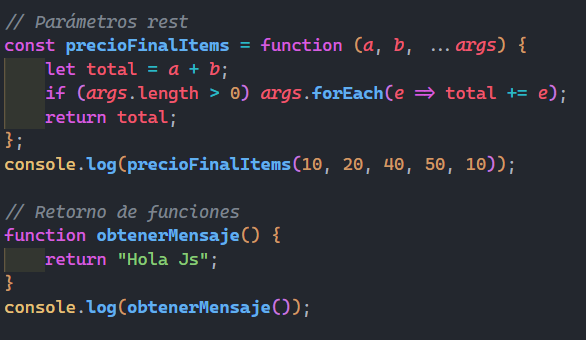 // Parámetros rest
const precioFinalItems = function (a, b, ...args) {
let total = a + b;
if (args.length > 0) args.forEach(e => total += e);
return total;
};
console.log(precioFinalItems(10, 20, 40, 50, 10));
// Retorno de funciones
function obtenerMensaje() {
return "Hola Js";
}
console.log(obtenerMensaje());